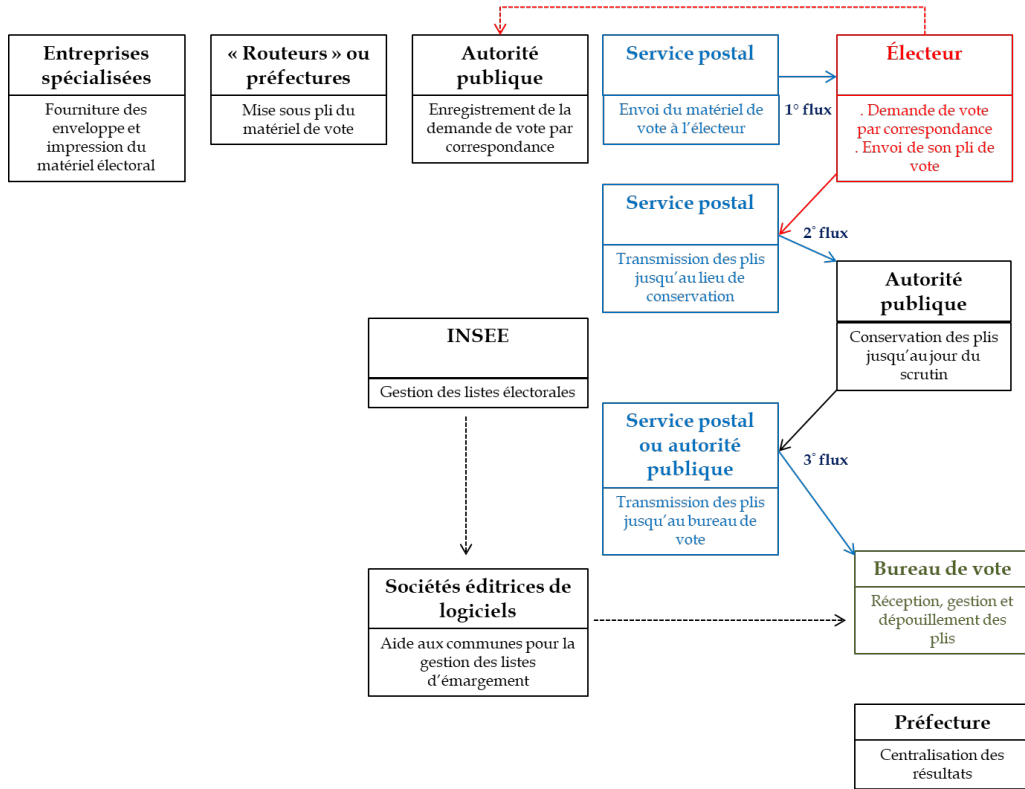 Entreprises
spécialisées
Fourniture des
enveloppe et
impression du
matériel électoral
« Routeurs » ou
préfectures
Mise sous pli du
matériel de vote
Autorité
publique
Enregistrement de la
demande de vote par
correspondance
Service postal
Envoi du matériel de
vote à l'électeur
1° flux
Électeur
. Demande de vote
par correspondance
. Envoi de son pli de
vote
Service postal
Transmission des plis
jusqu'au lieu de
conservation
2° flux
Autorité
publique
Conservation des plis
jusqu'au jour du
scrutin
INSEE
Gestion des listes électorales
Service postal
ou autorité
publique
Transmission des plis
jusqu'au bureau de
vote
3° flux
Bureau de vote
Réception, gestion et
dépouillement des
plis
Sociétés éditrices de
logiciels
Aide aux communes pour la
gestion des listes
d'émargement
Préfecture
Centralisation des
résultats